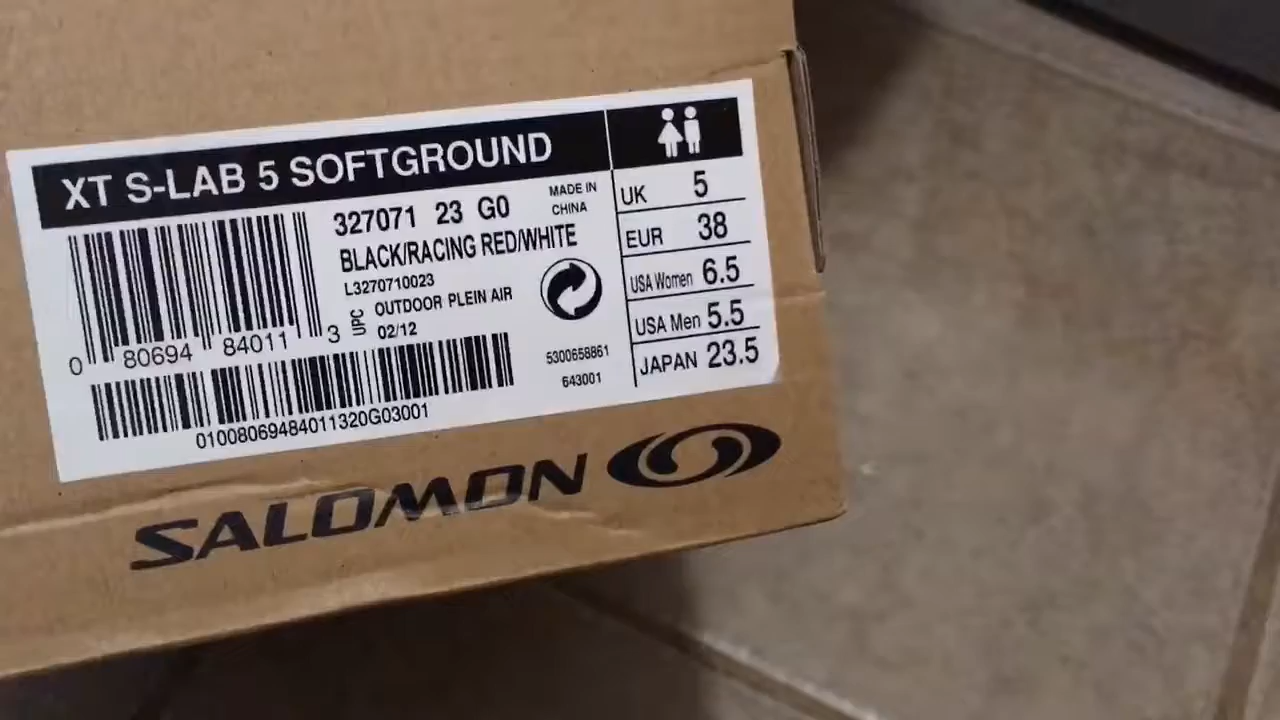 XT S-LAB 5 SOFTGROUND
327071 23 G0
MADE IN
CHINA
BLACK/RACING RED/WHITE
L3270710023
UPC
OUTDOOR PLEIN AIR
02/12
0 80694 84011 3
5300658861
643001
01008069484011320G03001
UK 5
EUR 38
USA Women 6.5
USA Men 5.5
JAPAN 23.5
SALOMON